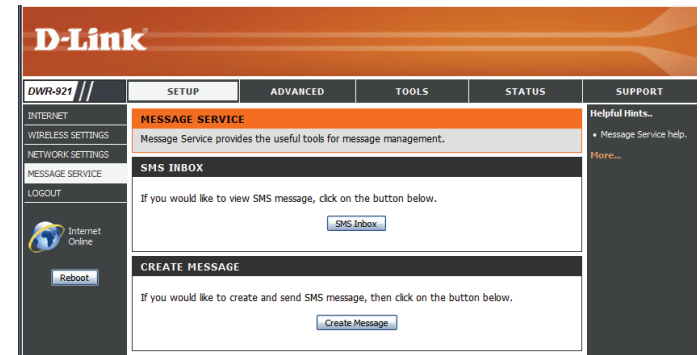 D-Link
DWR-921 // SETUP ADVANCED TOOLS STATUS SUPPORT
INTERNET
WIRELESS SETTINGS
NETWORK SETTINGS
MESSAGE SERVICE
LOGOUT
Internet
Online
Reboot
MESSAGE SERVICE
Message Service provides the useful tools for message management.
SMS INBOX
If you would like to view SMS message, click on the button below.
SMS Inbox
CREATE MESSAGE
If you would like to create and send SMS message, then click on the button below.
Create Message
Helpful Hints..
• Message Service help.
More...